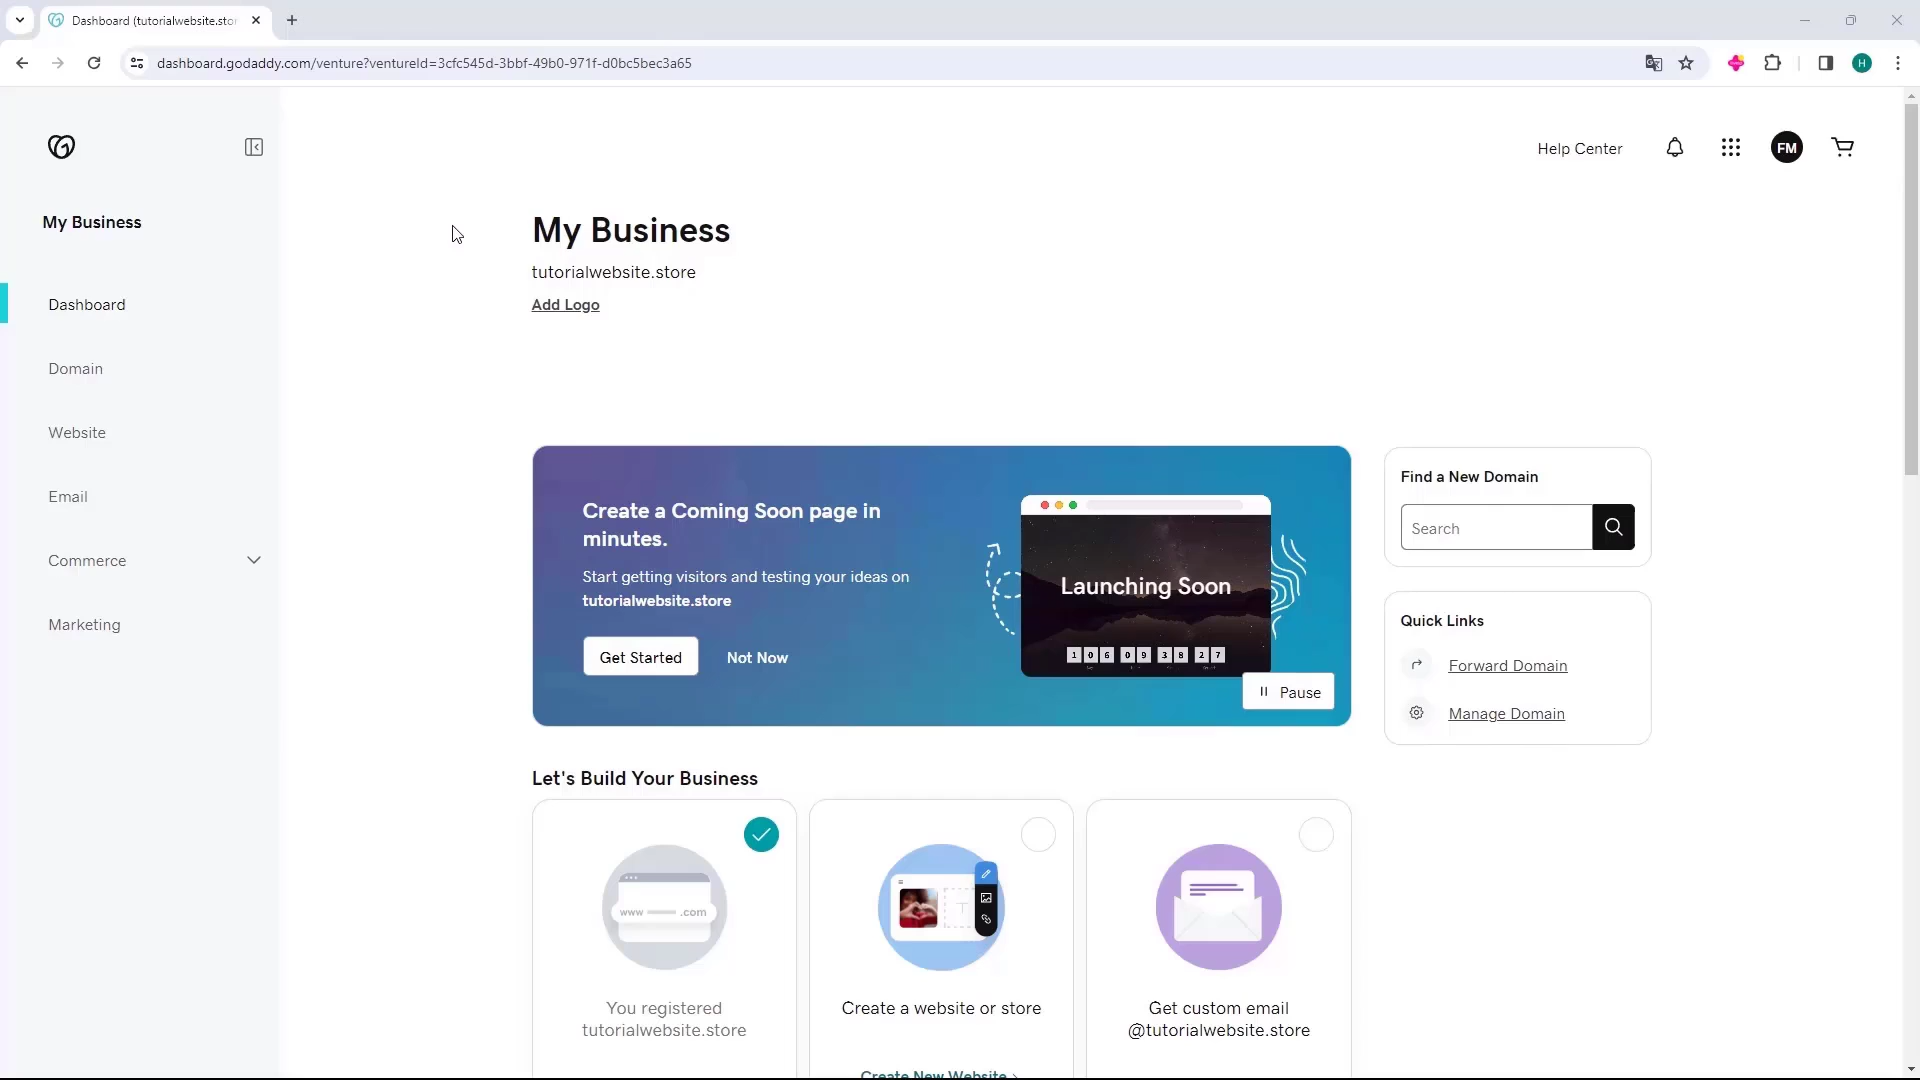 Dashboard (tutorialwebsite.stor
dashboard.godaddy.com/venture?ventureId=3cfc545d-3bbf-49b0-971f-d0bc5bec3a65
H
Help Center
FM
My Business
Dashboard
Domain
Website
Email
Commerce
Marketing
My Business
tutorialwebsite.store
Add Logo
Create a Coming Soon page in
minutes.
Start getting visitors and testing your ideas on
tutorialwebsite.store
Get Started
Not Now
Launching Soon
1 0 6 0 9 3 8 2 7
Pause
Find a New Domain
Search
Quick Links
Forward Domain
Manage Domain
Let's Build Your Business
www .com
You registered
tutorialwebsite.store
T
Create a website or store
Create New Website
Get custom email
@tutorialwebsite.store